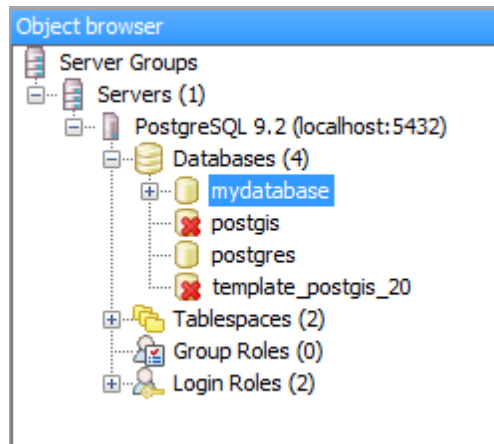 Object browser
Server Groups
Servers (1)
PostgreSQL 9.2 (localhost:5432)
Databases (4)
mydatabase
postgis
postgres
template_postgis_20
Tablespaces (2)
Group Roles (0)
Login Roles (2)